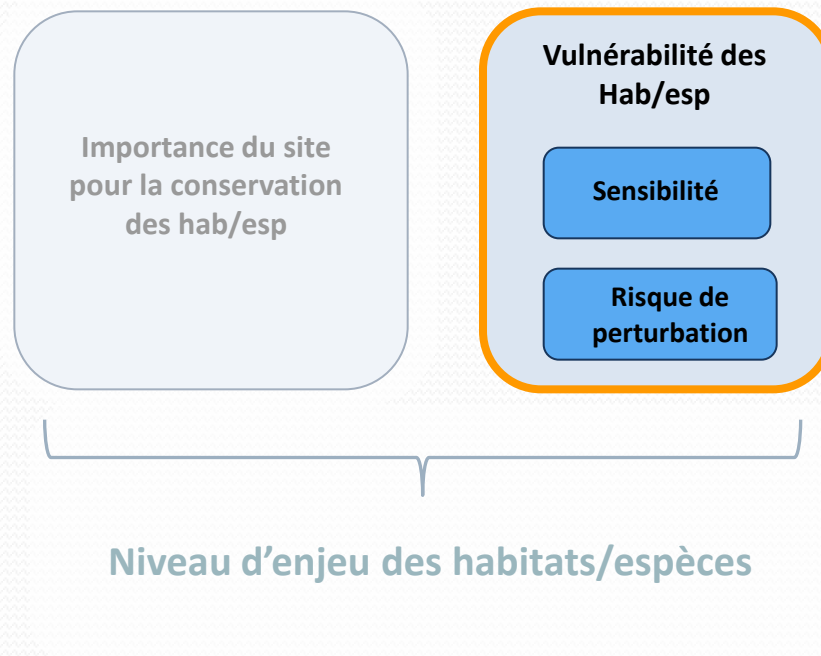 Importance du site
pour la conservation
des hab/esp
Vulnérabilité des
Hab/esp
Sensibilité
Risque de
perturbation
Niveau d’enjeu des habitats/espèces